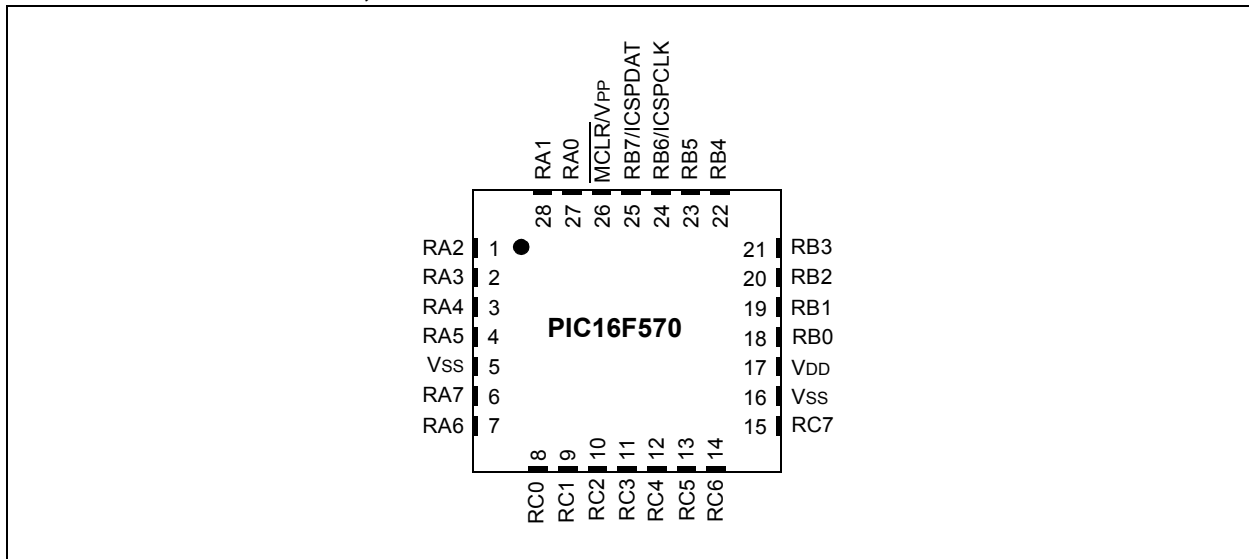 RA1
RA0
MCLR/VPP
RB7/ICSPDAT
RB6/ICSPCLK
RB5
RB4
28
27
26
25
24
23
22
RA2 1
RA3 2
RA4 3
RA5 4
VSS 5
RA7 6
RA6 7
PIC16F570
21 RB3
20 RB2
19 RB1
18 RB0
17 VDD
16 VSS
15 RC7
8
9
10
11
12
13
14
RC0
RC1
RC2
RC3
RC4
RC5
RC6